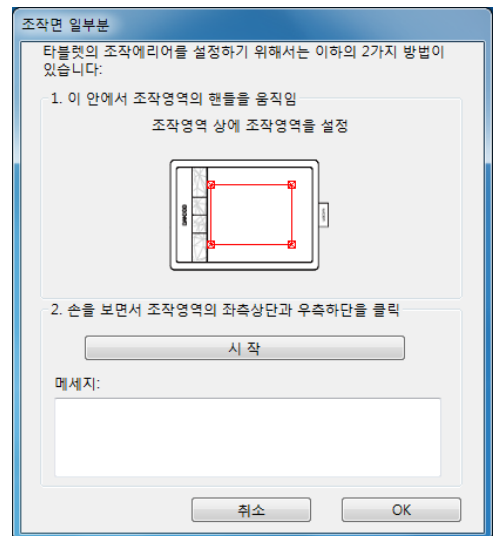 조작면 일부분
타블렛의 조작에리어를 설정하기 위해서는 이하의 2가지 방법이
있습니다:
1. 이 안에서 조작영역의 핸들을 움직임
조작영역 상에 조작영역을 설정
2. 손을 보면서 조작영역의 좌측상단과 우측하단을 클릭
시 작
메세지:
취소
OK